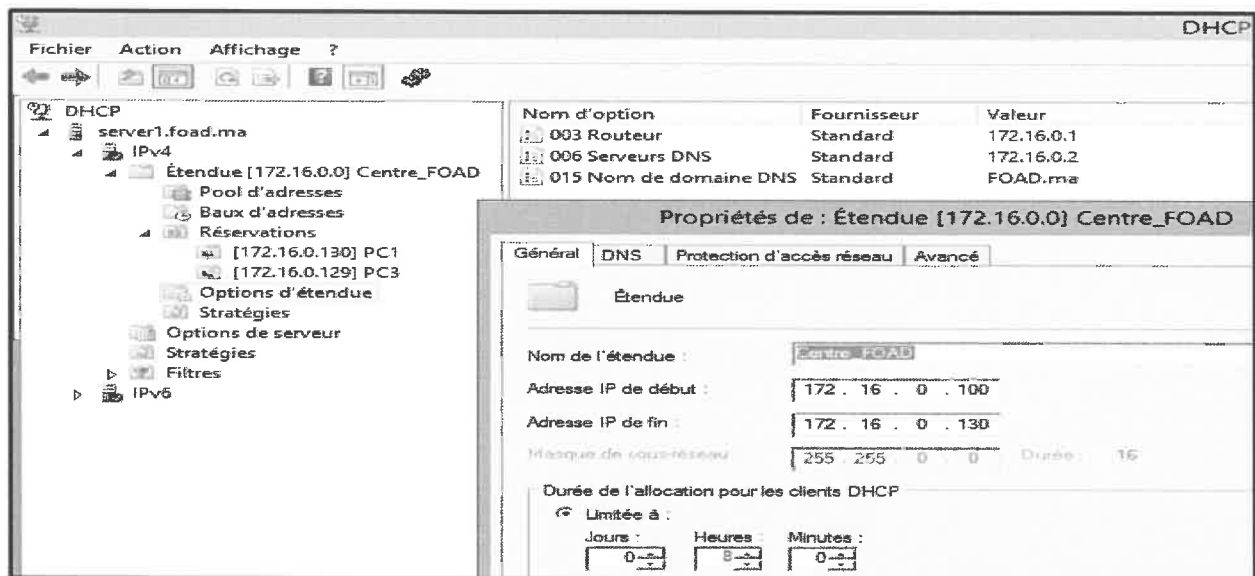 DHCP
Fichier Action Affichage ?
DHCP
server1.foad.ma
IPv4
Étendue [172.16.0.0] Centre_FOAD
Pool d'adresses
Baux d'adresses
Réservations
[172.16.0.130] PC1
[172.16.0.129] PC3
Options d'étendue
Stratégies
Options de serveur
Stratégies
Filtres
IPv6
Nom d'option Fournisseur Valeur
003 Routeur Standard 172.16.0.1
006 Serveurs DNS Standard 172.16.0.2
015 Nom de domaine DNS Standard FOAD.ma
Propriétés de : Étendue [172.16.0.0] Centre_FOAD
Général DNS Protection d'accès réseau Avancé
Étendue
Nom de l'étendue : Centre_FOAD
Adresse IP de début : 172 . 16 . 0 . 100
Adresse IP de fin : 172 . 16 . 0 . 130
Masque de sous-réseau 255 . 255 . 0 . 0 Durée : 16
Durée de l'allocation pour les clients DHCP
Limitée à :
Jours : Heures : Minutes :
0 8 0